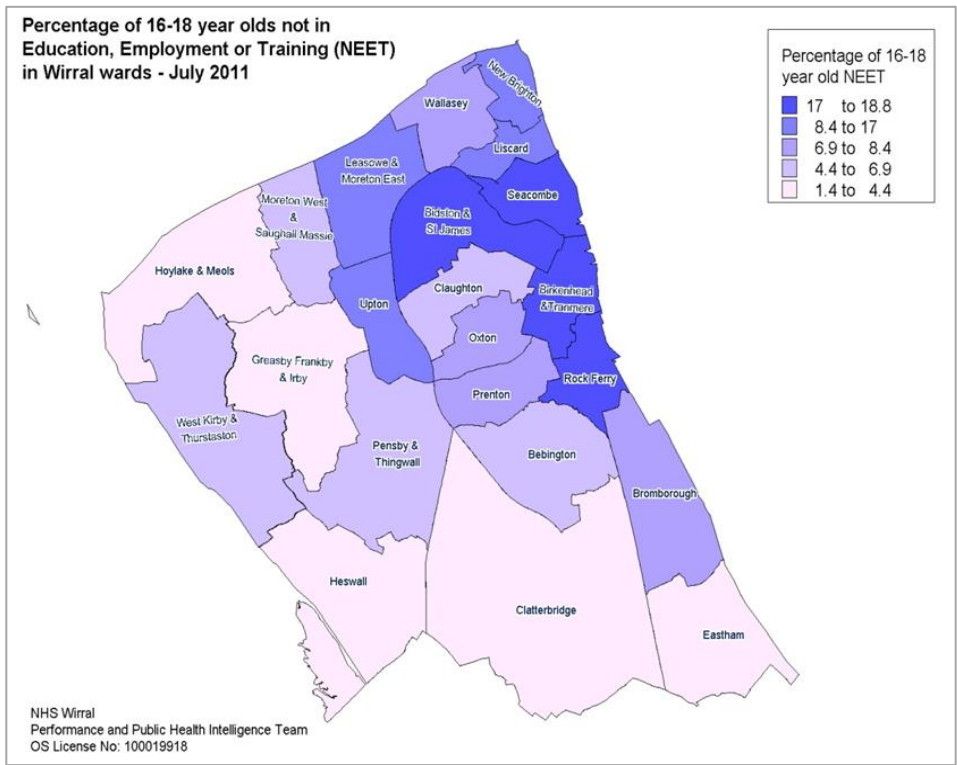 Percentage of 16-18 year olds not in
Education, Employment or Training (NEET)
in Wirral wards - July 2011
Percentage of 16-18
year old NEET
17 to 18.8
8.4 to 17
6.9 to 8.4
4.4 to 6.9
1.4 to 4.4
New Brighton
Wallasey
Liscard
Leasowe &
Moreton East
Seacombe
Moreton West
&
Saughall Massie
Bidston &
St James
Hoylake & Meols
Claughton
Birkenhead
& Tranmere
Upton
Oxton
Greasby Frankby
& Irby
Rock Ferry
Prenton
West Kirby &
Thurstaston
Pensby &
Thingwall
Bebington
Bromborough
Heswall
Clatterbridge
Eastham
NHS Wirral
Performance and Public Health Intelligence Team
OS License No: 100019918